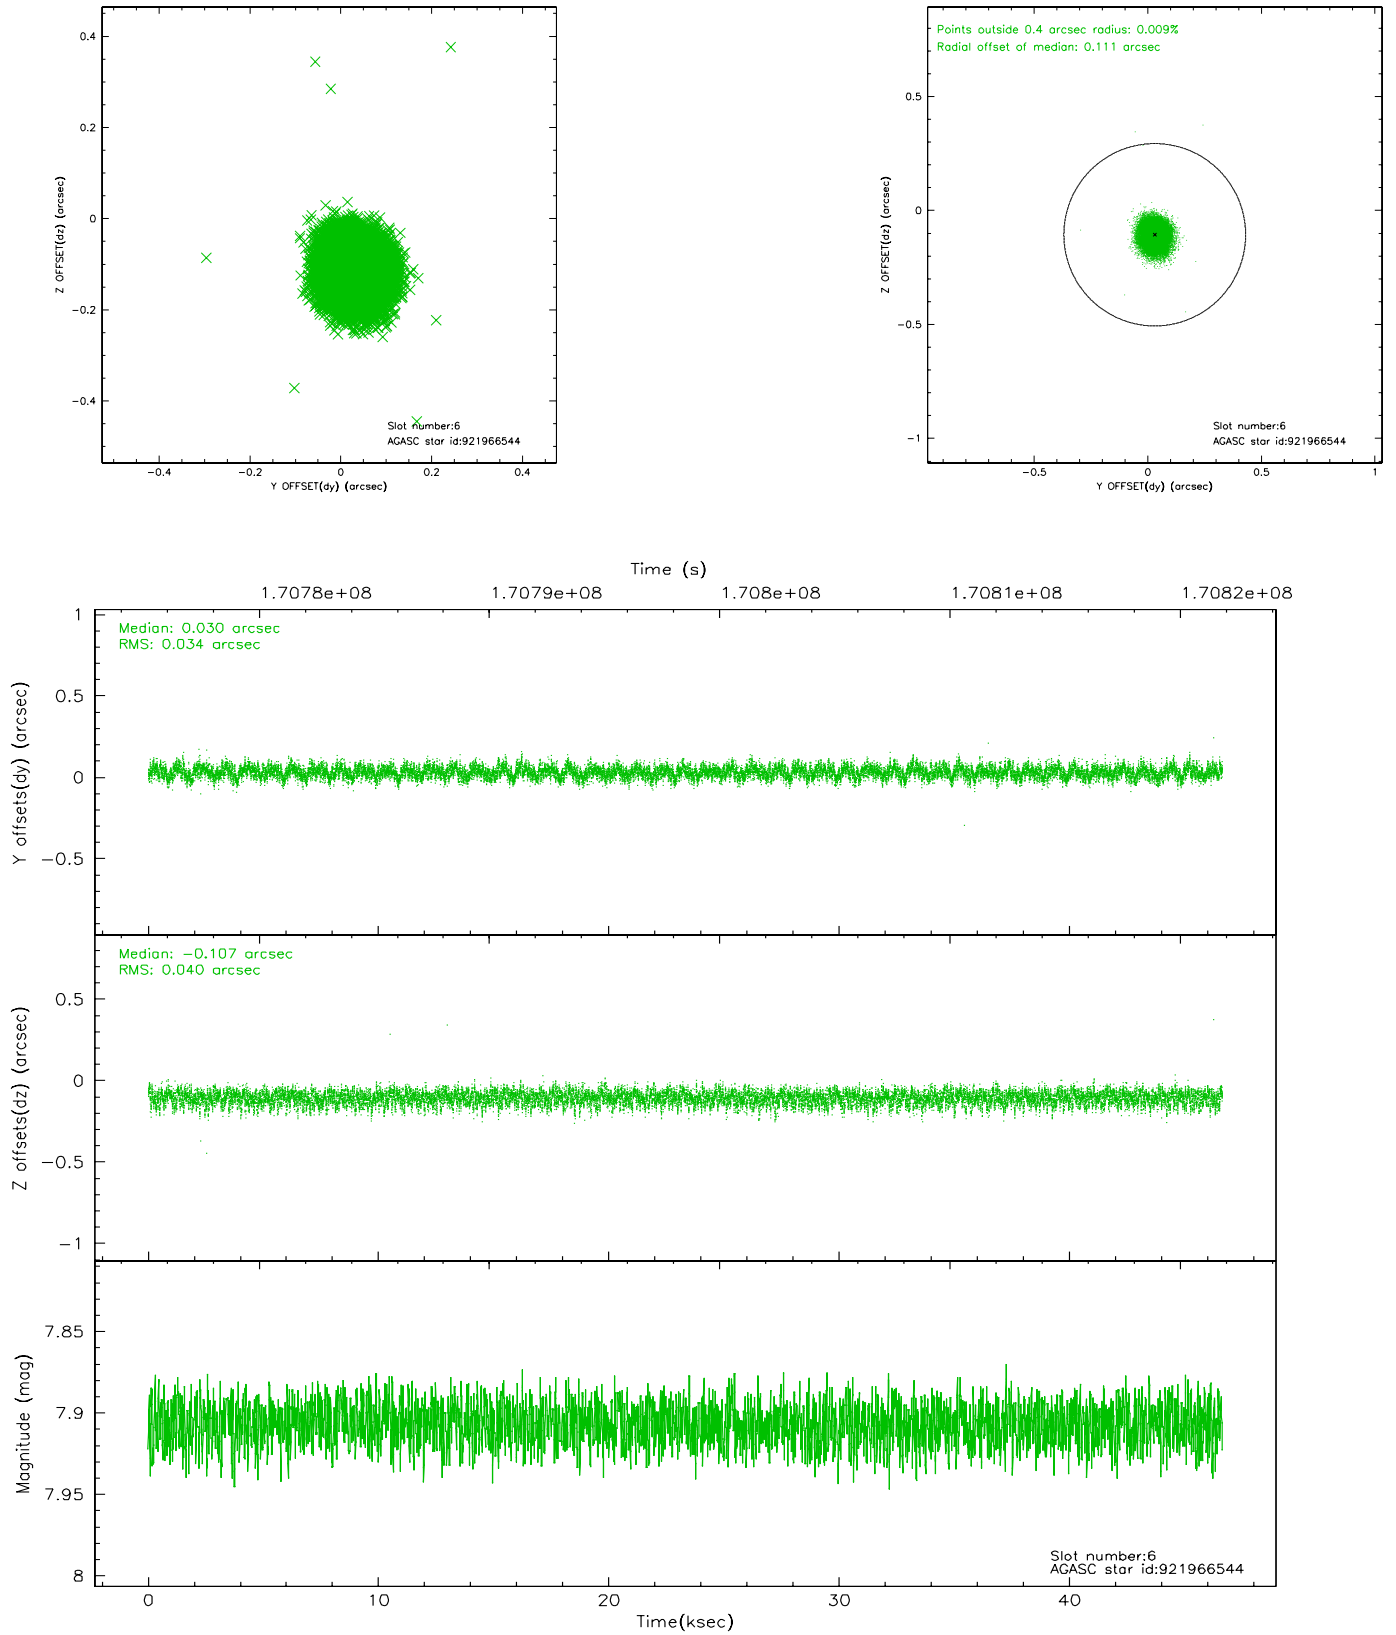 0.4
0.2
0
−0.2
−0.4
Z OFFSET(dz) (arcsec)
Slot number:6
AGASC star id:921966544
−0.4
−0.2
0
0.2
0.4
Y OFFSET(dy) (arcsec)
Points outside 0.4 arcsec radius: 0.009%
Radial offset of median: 0.111 arcsec
0.5
0
−0.5
−1
Z OFFSET(dz) (arcsec)
Slot number:6
AGASC star id:921966544
−0.5
0
0.5
1
Y OFFSET(dy) (arcsec)
Time (s)
1.7078e+08
1.7079e+08
1.708e+08
1.7081e+08
1.7082e+08
Median: 0.030 arcsec
RMS: 0.034 arcsec
1
0.5
0
−0.5
Y offsets(dy) (arcsec)
Median: −0.107 arcsec
RMS: 0.040 arcsec
0.5
0
−0.5
−1
Z offsets(dz) (arcsec)
7.85
7.9
7.95
8
Magnitude (mag)
Slot number:6
AGASC star id:921966544
0
10
20
30
40
Time(ksec)